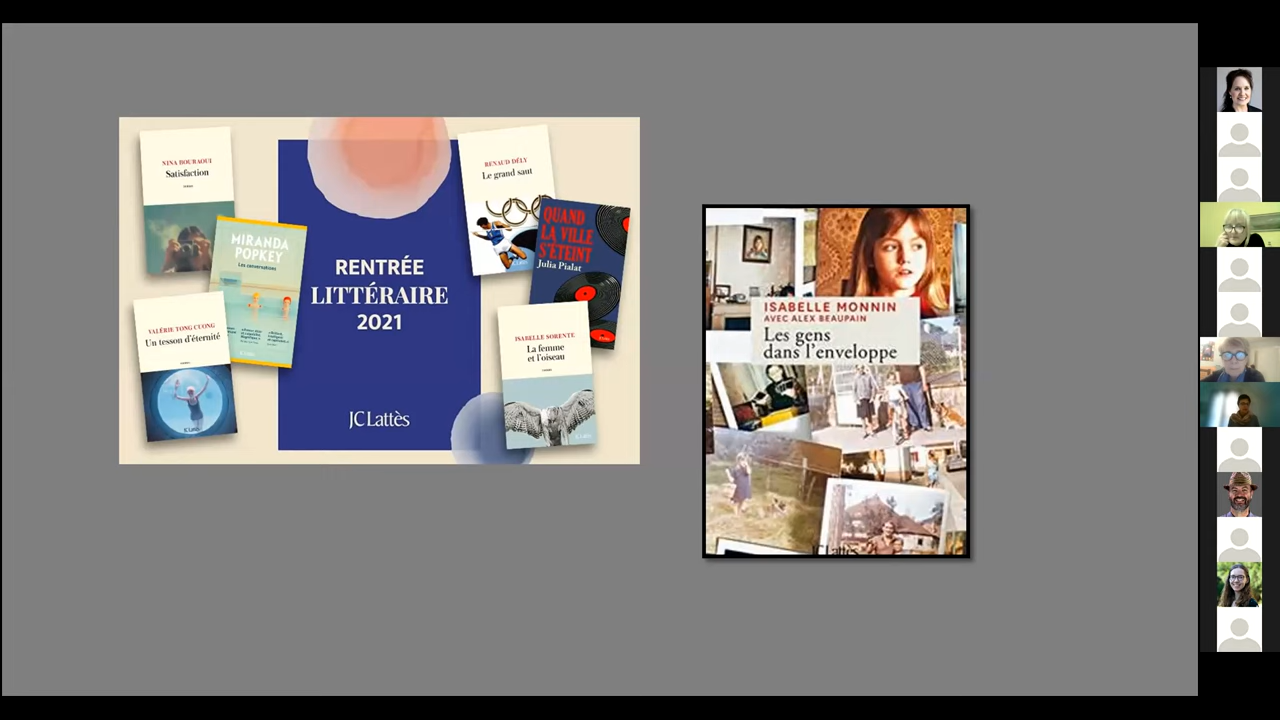 NINA BOURAOUI
Satisfaction
MIRANDA
POPKEY
Les conversations
VALÉRIE TONG CUONG
Un tesson d'éternité
RENTRÉE
LITTÉRAIRE
2021
JC Lattès
RENAUD DÉLY
Le grand saut
QUAND
LA VILLE
S'ÉTEINT
Julia Pialat
ISABELLE SORENTE
La femme
et l'oiseau
ISABELLE MONNIN
AVEC ALEX BEAUPAIN
Les gens
dans l'enveloppe
JC Lattès